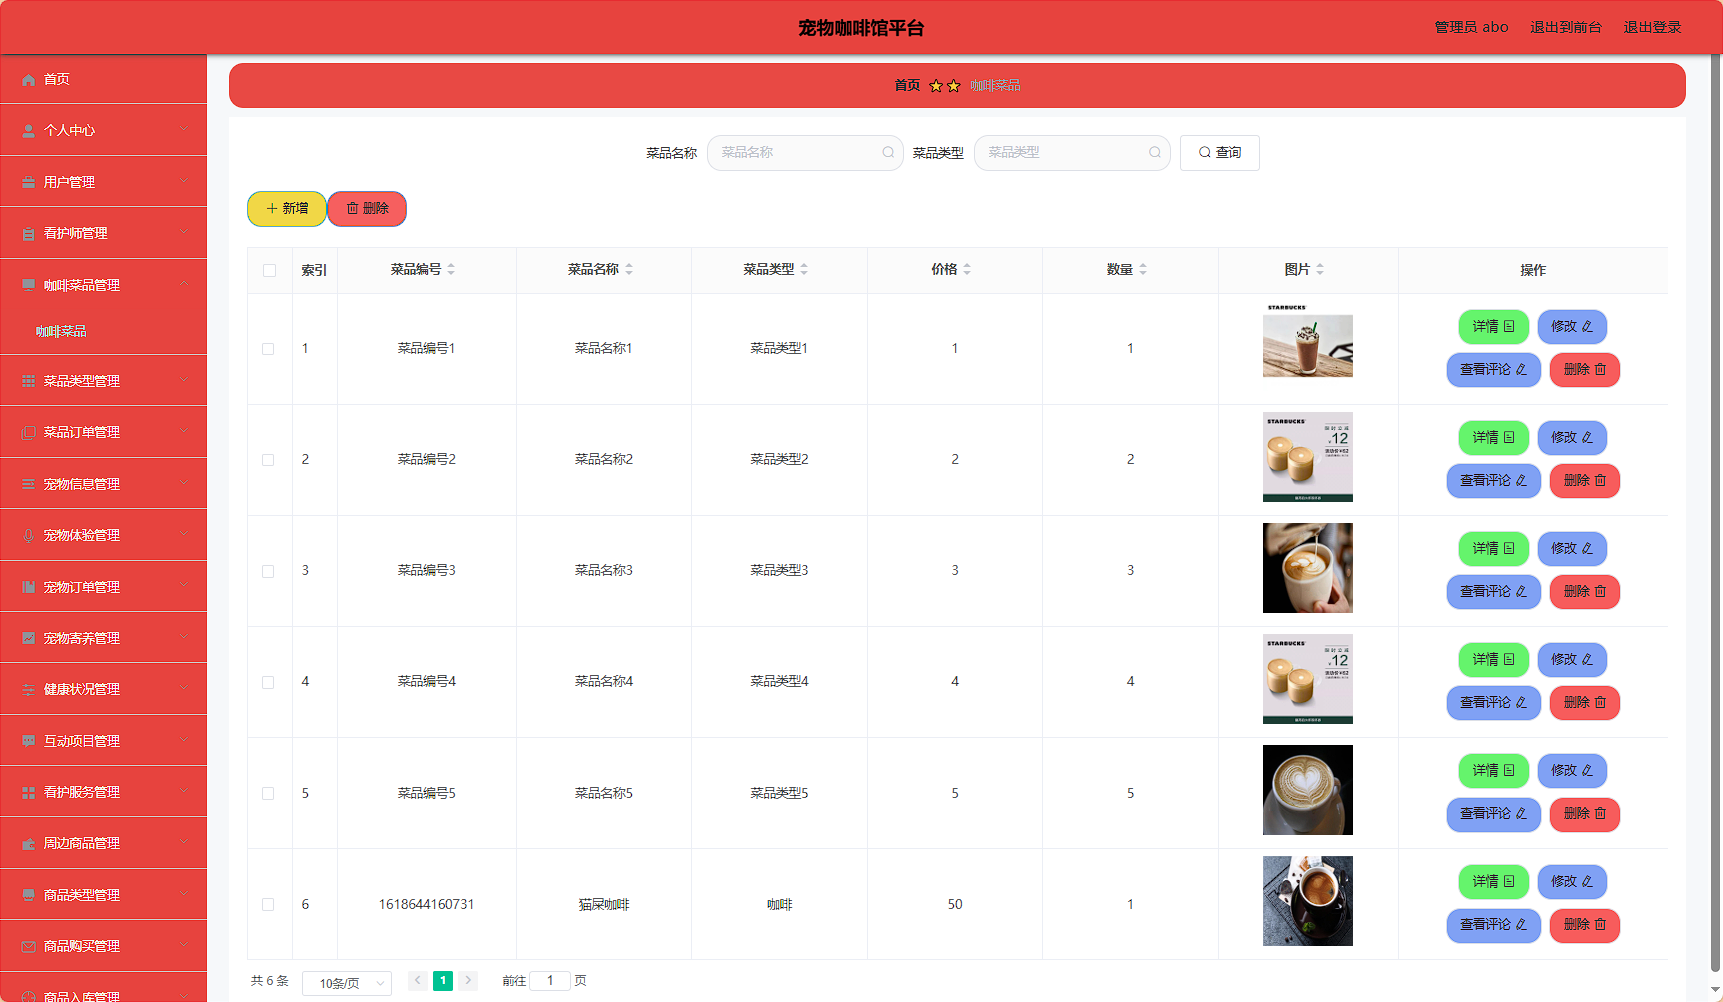 宠物咖啡馆平台
管理员 abo 退出到前台 退出登录
首页
个人中心
用户管理
看护师管理
咖啡菜品管理
咖啡菜品
菜品类型管理
菜品订单管理
宠物信息管理
宠物体验管理
宠物订单管理
宠物寄养管理
健康状况管理
互动项目管理
看护服务管理
周边商品管理
商品类型管理
商品购买管理
商品入库管理
首页 咖啡菜品
菜品名称 菜品名称 菜品类型 菜品类型 查询
新增 删除
索引 菜品编号 菜品名称 菜品类型 价格 数量 图片 操作
STARBUCKS
详情 修改
1 菜品编号1 菜品名称1 菜品类型1 1 1
查看评论 删除
STARBUCKS 限时立减
¥12
详情 修改
2 菜品编号2 菜品名称2 菜品类型2 2 2
查看评论 删除
详情 修改
3 菜品编号3 菜品名称3 菜品类型3 3 3
查看评论 删除
STARBUCKS 限时立减
¥12
详情 修改
4 菜品编号4 菜品名称4 菜品类型4 4 4
查看评论 删除
详情 修改
5 菜品编号5 菜品名称5 菜品类型5 5 5
查看评论 删除
详情 修改
6 1618644160731 猫屎咖啡 咖啡 50 1
查看评论 删除
共 6 条 10条/页 1 前往 1 页